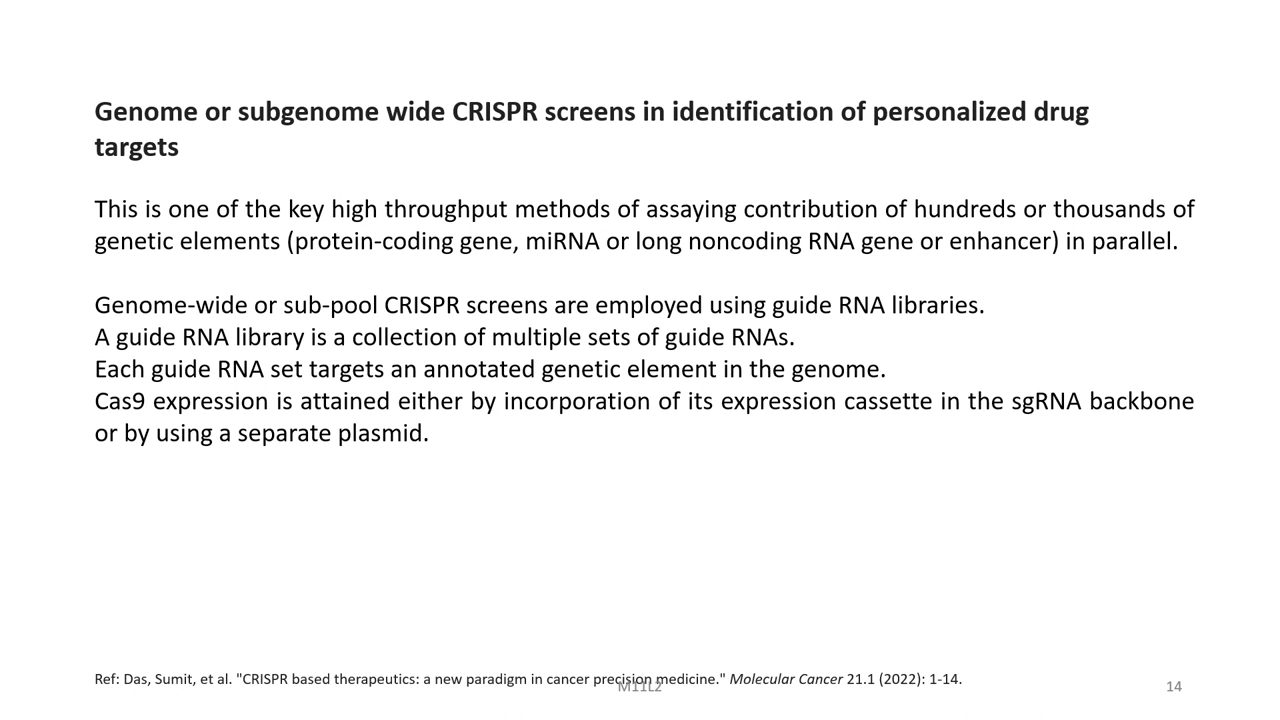 Genome or subgenome wide CRISPR screens in identification of personalized drug
targets
This is one of the key high throughput methods of assaying contribution of hundreds or thousands of
genetic elements (protein-coding gene, miRNA or long noncoding RNA gene or enhancer) in parallel.
Genome-wide or sub-pool CRISPR screens are employed using guide RNA libraries.
A guide RNA library is a collection of multiple sets of guide RNAs.
Each guide RNA set targets an annotated genetic element in the genome.
Cas9 expression is attained either by incorporation of its expression cassette in the sgRNA backbone
or by using a separate plasmid.
Ref: Das, Sumit, et al. "CRISPR based therapeutics: a new paradigm in cancer precision medicine." Molecular Cancer 21.1 (2022): 1-14.
M11L2
14